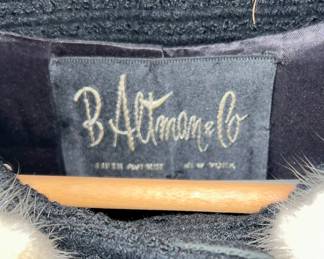 B Altman & Co
FIFTH AVENUE NEW YORK